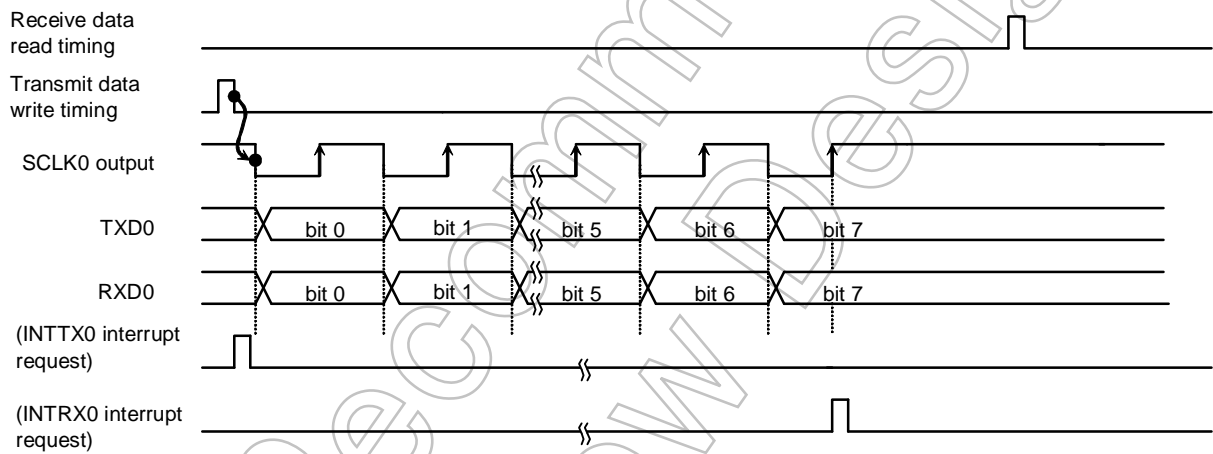 Receive data
read timing
Transmit data
write timing
SCLK0 output
TXD0 bit 0 bit 1 bit 5 bit 6 bit 7
RXD0 bit 0 bit 1 bit 5 bit 6 bit 7
(INTTX0 interrupt
request)
(INTRX0 interrupt
request)